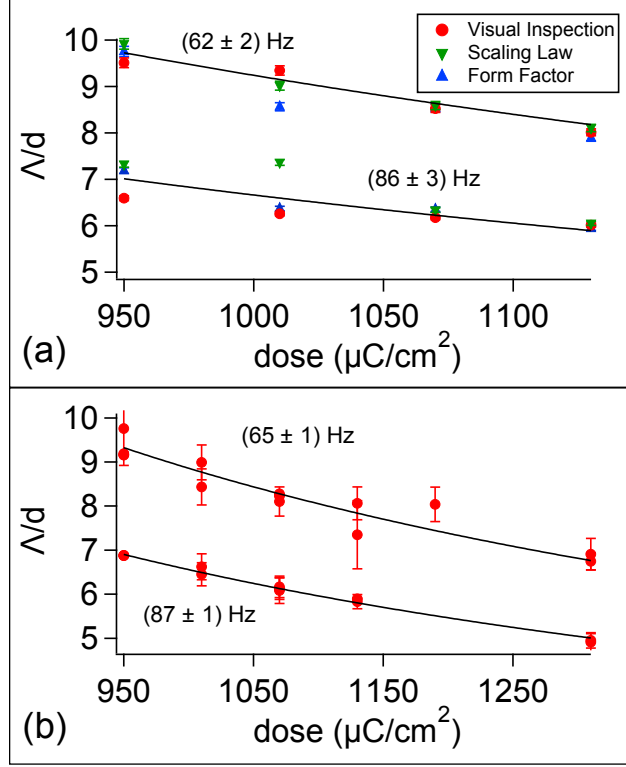 10
9
8
7
6
5
Λ/d
(62 ± 2) Hz
Visual Inspection
Scaling Law
Form Factor
(86 ± 3) Hz
950
1000
1050
1100
(a)
dose (µC/cm²)
10
9
8
7
6
5
Λ/d
(65 ± 1) Hz
(87 ± 1) Hz
950
1050
1150
1250
(b)
dose (µC/cm²)